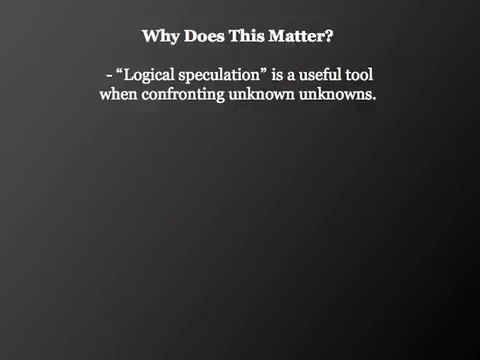 Why Does This Matter?
- “Logical speculation” is a useful tool
when confronting unknown unknowns.